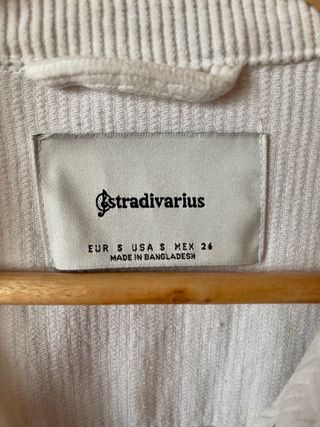 stradivarius
EUR S USA S MEX 26
MADE IN BANGLADESH